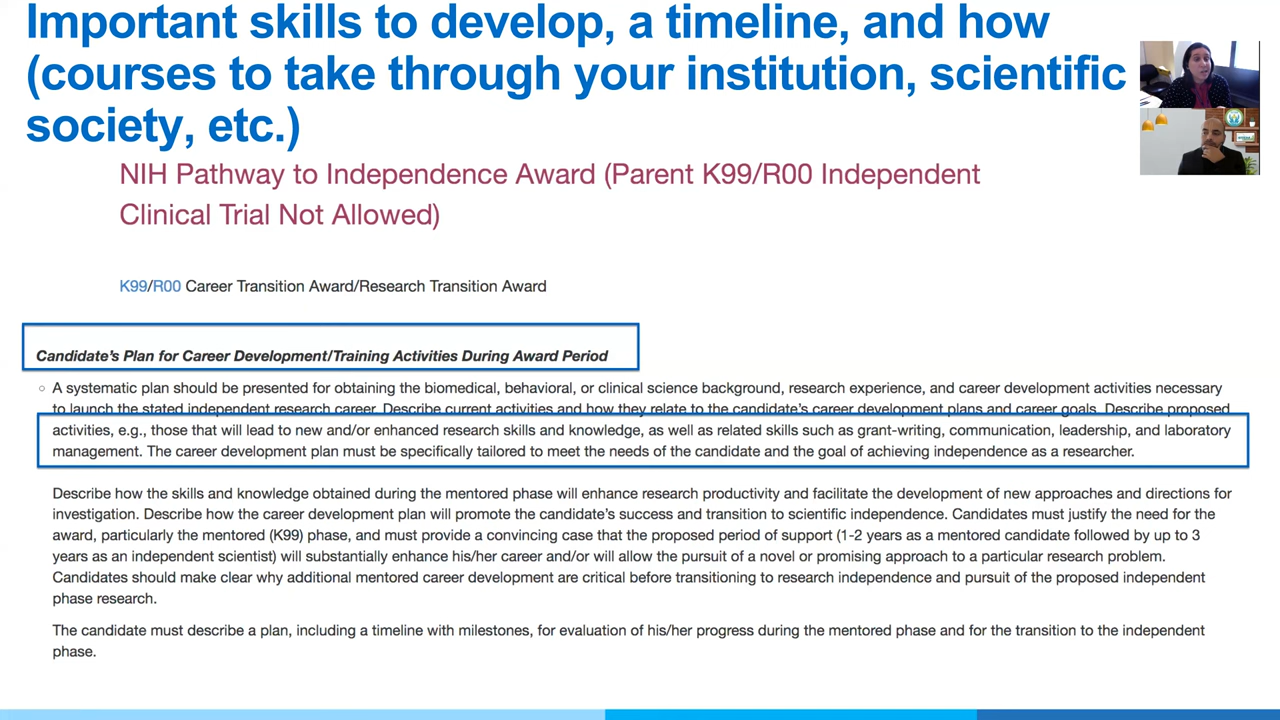 Important skills to develop, a timeline, and how
(courses to take through your institution, scientific
society, etc.)
NIH Pathway to Independence Award (Parent K99/R00 Independent
Clinical Trial Not Allowed)
K99/R00 Career Transition Award/Research Transition Award
Candidate's Plan for Career Development/Training Activities During Award Period
○ A systematic plan should be presented for obtaining the biomedical, behavioral, or clinical science background, research experience, and career development activities necessary
to launch the stated independent research career. Describe current activities and how they relate to the candidate's career development plans and career goals. Describe proposed
activities, e.g., those that will lead to new and/or enhanced research skills and knowledge, as well as related skills such as grant-writing, communication, leadership, and laboratory
management. The career development plan must be specifically tailored to meet the needs of the candidate and the goal of achieving independence as a researcher.
Describe how the skills and knowledge obtained during the mentored phase will enhance research productivity and facilitate the development of new approaches and directions for
investigation. Describe how the career development plan will promote the candidate's success and transition to scientific independence. Candidates must justify the need for the
award, particularly the mentored (K99) phase, and must provide a convincing case that the proposed period of support (1-2 years as a mentored candidate followed by up to 3
years as an independent scientist) will substantially enhance his/her career and/or will allow the pursuit of a novel or promising approach to a particular research problem.
Candidates should make clear why additional mentored career development are critical before transitioning to research independence and pursuit of the proposed independent
phase research.
The candidate must describe a plan, including a timeline with milestones, for evaluation of his/her progress during the mentored phase and for the transition to the independent
phase.